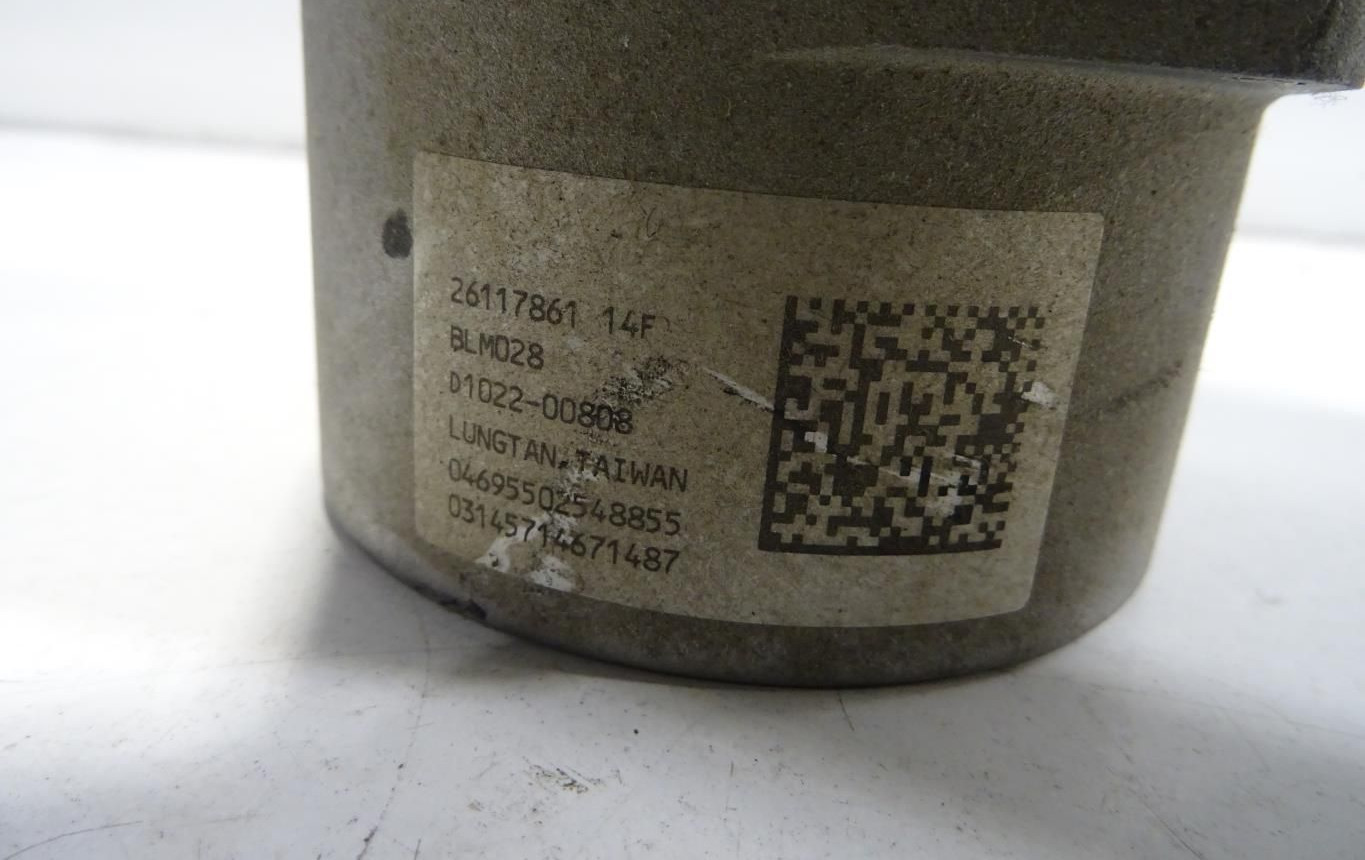 26117861 14F
BLM028
D1022-00808
LUNGTAN,TAIWAN
04695502548855
03145714671487